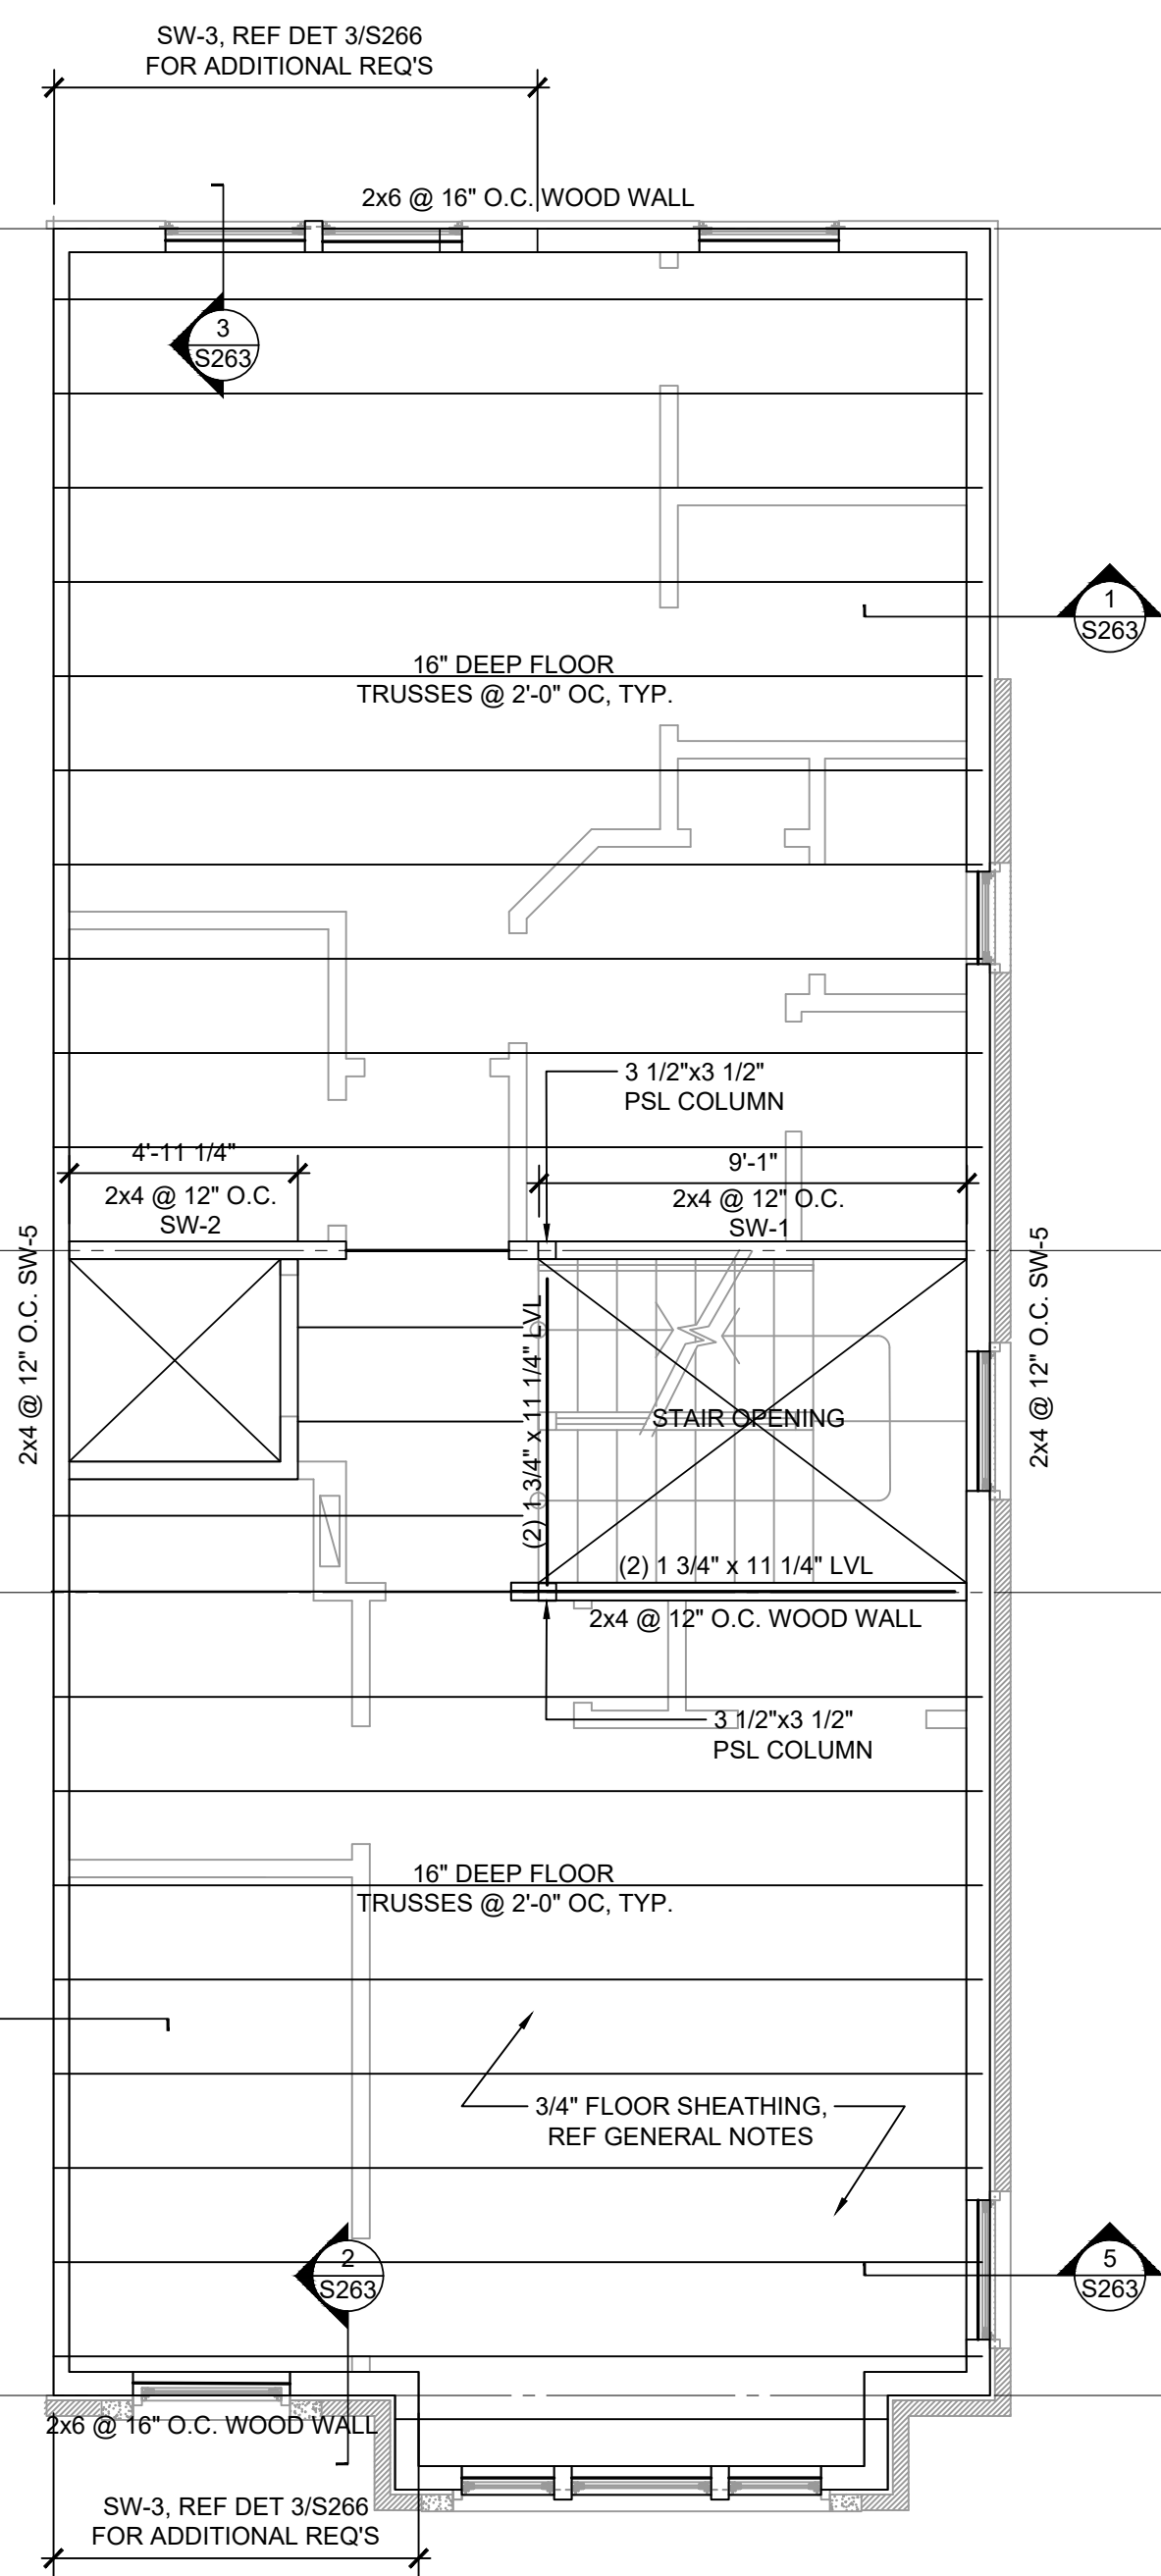 SW-3, REF DET 3/S266
FOR ADDITIONAL REQ'S
2x6 @ 16" O.C. WOOD WALL
3
S263
1
S263
16" DEEP FLOOR
TRUSSES @ 2'-0" OC, TYP.
3 1/2"x3 1/2"
PSL COLUMN
4'-11 1/4"
2x4 @ 12" O.C.
SW-2
9'-1"
2x4 @ 12" O.C.
SW-1
2x4 @ 12" O.C. SW-5
2x4 @ 12" O.C. SW-5
(2) 1 3/4" x 11 1/4" LVL
STAIR OPENING
(2) 1 3/4" x 11 1/4" LVL
2x4 @ 12" O.C. WOOD WALL
3 1/2"x3 1/2"
PSL COLUMN
16" DEEP FLOOR
TRUSSES @ 2'-0" OC, TYP.
3/4" FLOOR SHEATHING,
REF GENERAL NOTES
2
S263
5
S263
2x6 @ 16" O.C. WOOD WALL
SW-3, REF DET 3/S266
FOR ADDITIONAL REQ'S